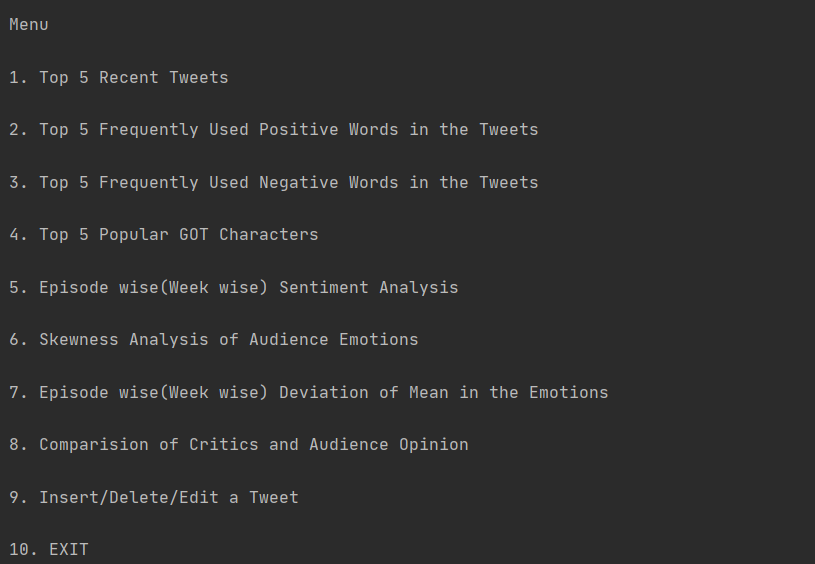 Menu
1. Top 5 Recent Tweets
2. Top 5 Frequently Used Positive Words in the Tweets
3. Top 5 Frequently Used Negative Words in the Tweets
4. Top 5 Popular GOT Characters
5. Episode wise(Week wise) Sentiment Analysis
6. Skewness Analysis of Audience Emotions
7. Episode wise(Week wise) Deviation of Mean in the Emotions
8. Comparision of Critics and Audience Opinion
9. Insert/Delete/Edit a Tweet
10. EXIT